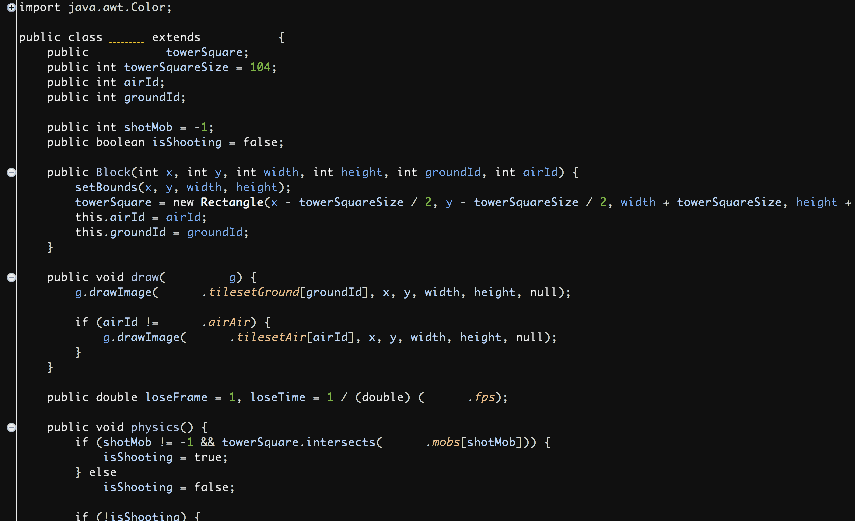 import java.awt.Color;
public class extends {
public towerSquare;
public int towerSquareSize = 104;
public int airId;
public int groundId;
public int shotMob = -1;
public boolean isShooting = false;
public Block(int x, int y, int width, int height, int groundId, int airId) {
setBounds(x, y, width, height);
towerSquare = new Rectangle(x - towerSquareSize / 2, y - towerSquareSize / 2, width + towerSquareSize, height +
this.airId = airId;
this.groundId = groundId;
}
public void draw( g) {
g.drawImage( .tilesetGround[groundId], x, y, width, height, null);
if (airId != .airAir) {
g.drawImage( .tilesetAir[airId], x, y, width, height, null);
}
}
public double loseFrame = 1, loseTime = 1 / (double) ( .fps);
public void physics() {
if (shotMob != -1 && towerSquare.intersects( .mobs[shotMob])) {
isShooting = true;
} else
isShooting = false;
if (!isShooting) {